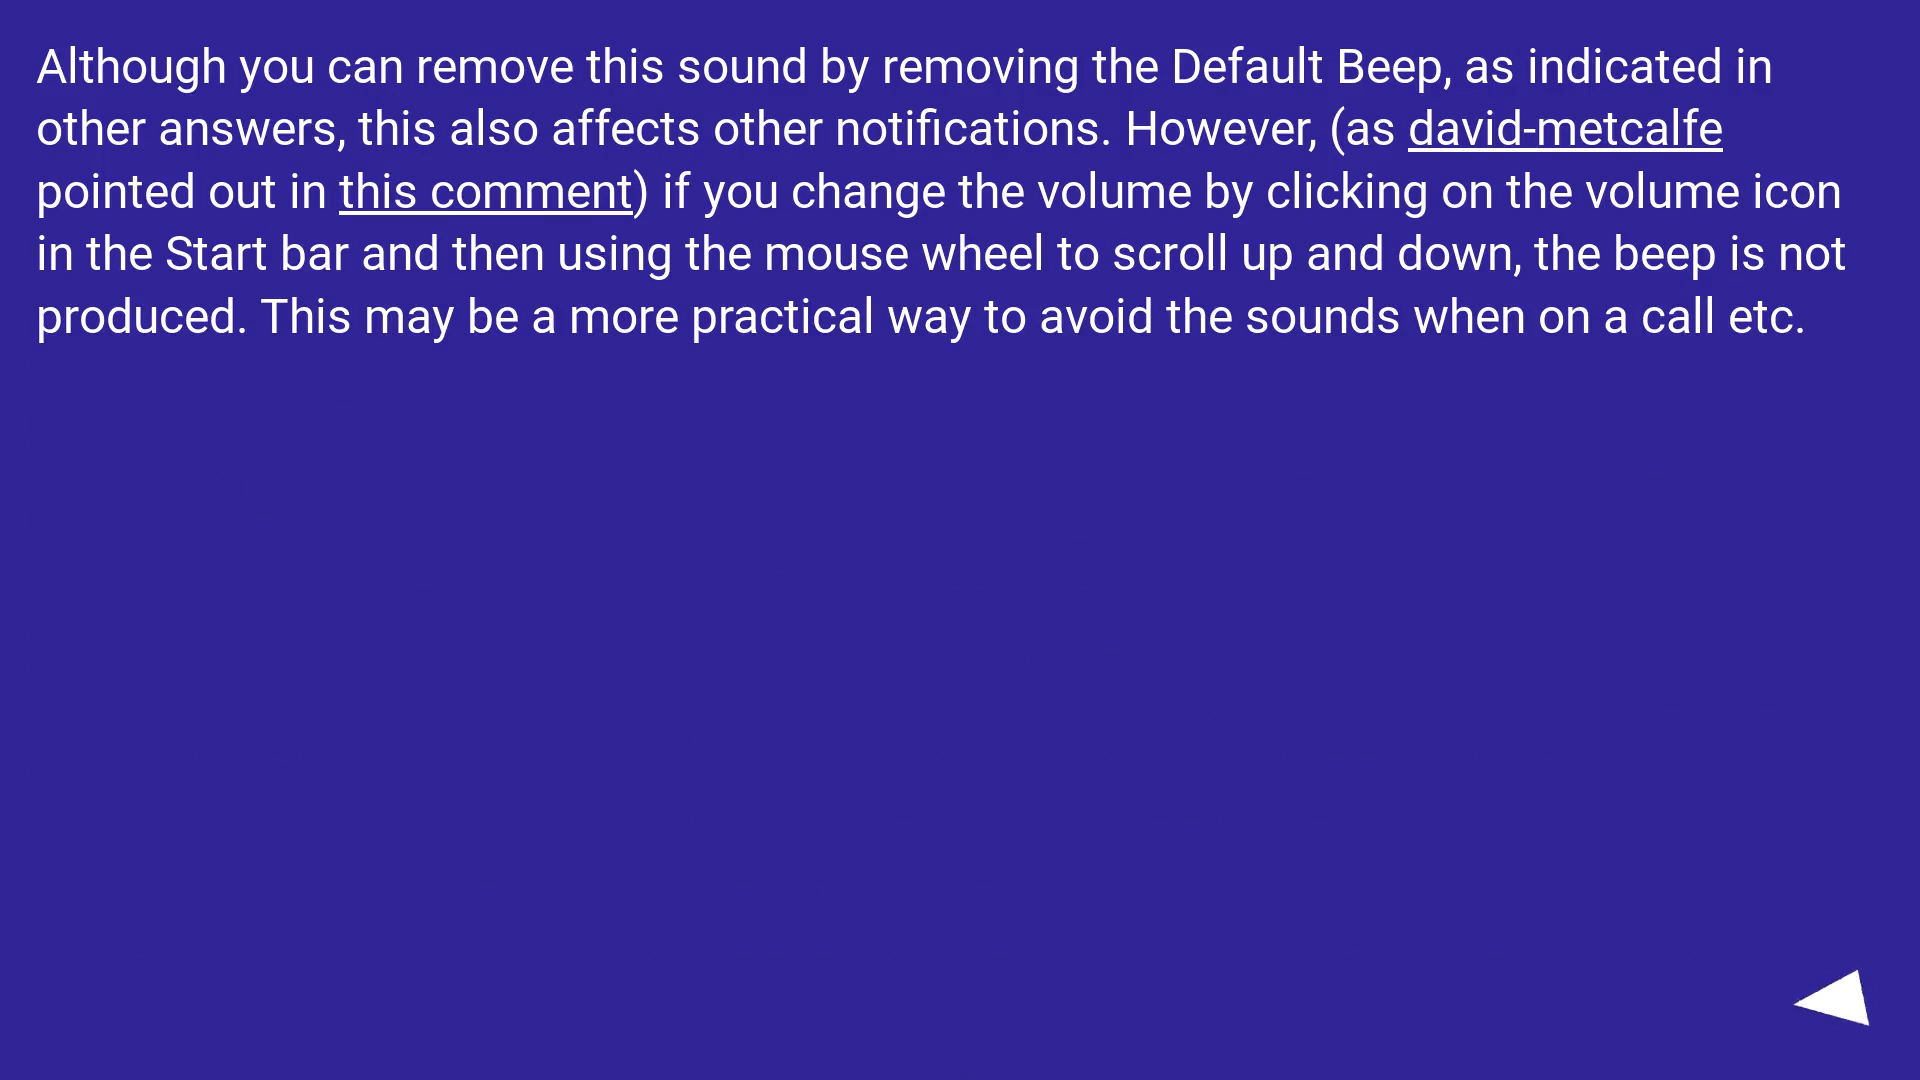 Although you can remove this sound by removing the Default Beep, as indicated in
other answers, this also affects other notifications. However, (as david-metcalfe
pointed out in this comment) if you change the volume by clicking on the volume icon
in the Start bar and then using the mouse wheel to scroll up and down, the beep is not
produced. This may be a more practical way to avoid the sounds when on a call etc.